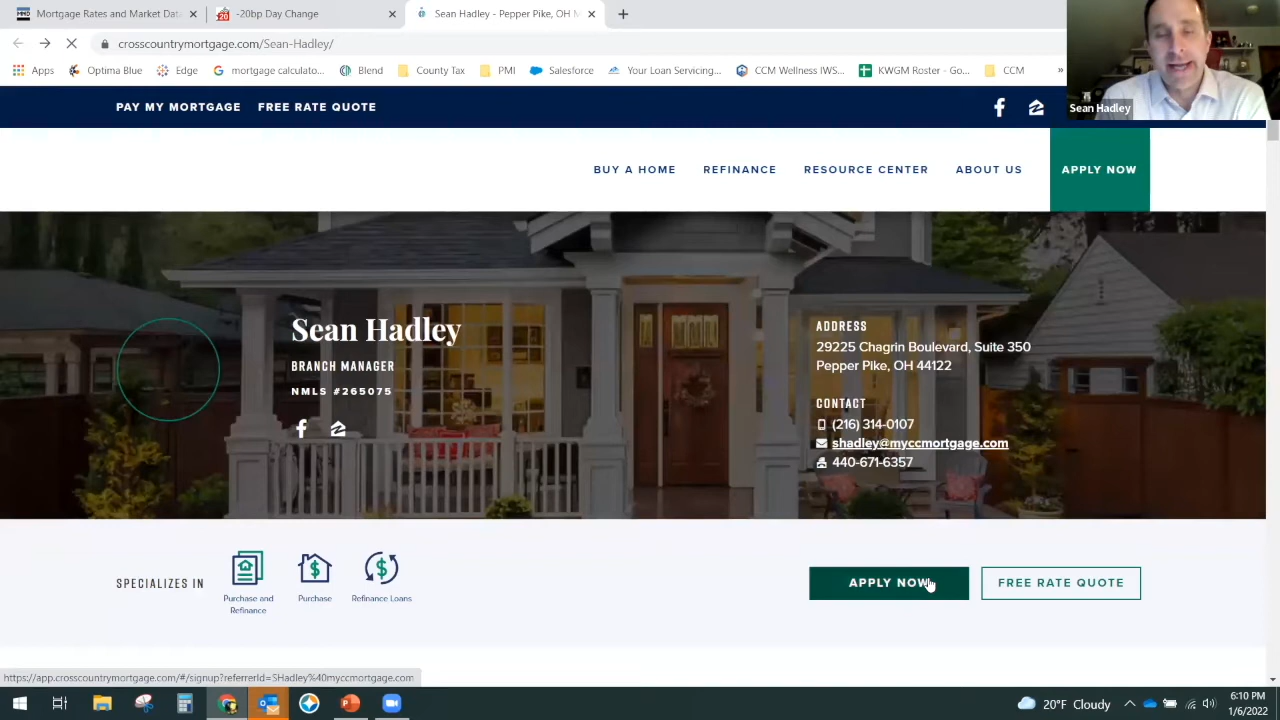 Mortgage Rates and Market Data
-20bp Day Change
Sean Hadley - Pepper Pike, OH M
crosscountrymortgage.com/Sean-Hadley/
Apps
Optima Blue
Edge
mortgage calculato...
Blend
County Tax
PMI
Salesforce
Your Loan Servicing...
CCM Wellness IWS...
KWGM Roster - Go...
CCM
»
Sean Hadley
PAY MY MORTGAGE
FREE RATE QUOTE
BUY A HOME
REFINANCE
RESOURCE CENTER
ABOUT US
APPLY NOW
Sean Hadley
BRANCH MANAGER
NMLS #265075
ADDRESS
29225 Chagrin Boulevard, Suite 350
Pepper Pike, OH 44122
CONTACT
(216) 314-0107
shadley@myccmortgage.com
440-671-6357
SPECIALIZES IN
Purchase and
Refinance
Purchase
Refinance Loans
APPLY NOW
FREE RATE QUOTE
https://app.crosscountrymortgage.com/#/signup?referrerId=SHadley%40myccmortgage.com
20°F Cloudy
6:10 PM
1/6/2022